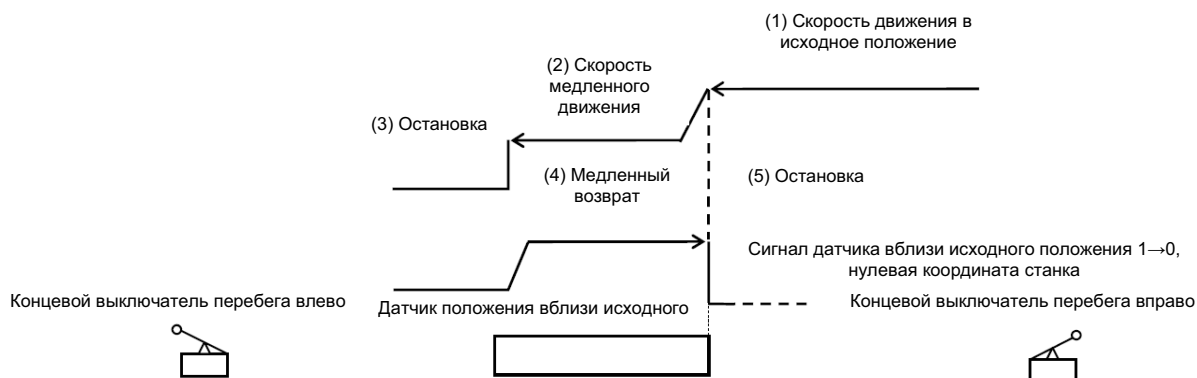 (1) Скорость движения в
исходное положение
(2) Скорость
медленного
движения
(3) Остановка
(4) Медленный
возврат
(5) Остановка
Сигнал датчика вблизи исходного положения 1→0,
нулевая координата станка
Концевой выключатель перебега влево
Датчик положения вблизи исходного
Концевой выключатель перебега вправо